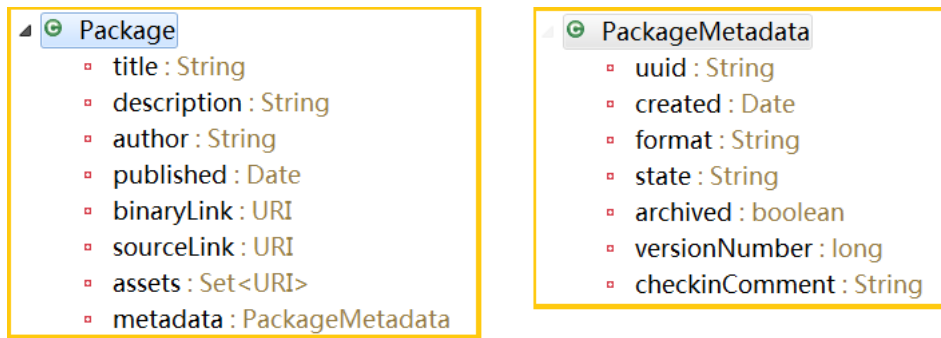 Package
title : String
description : String
author : String
published : Date
binaryLink : URI
sourceLink : URI
assets : Set<URI>
metadata : PackageMetadata
PackageMetadata
uuid : String
created : Date
format : String
state : String
archived : boolean
versionNumber : long
checkinComment : String